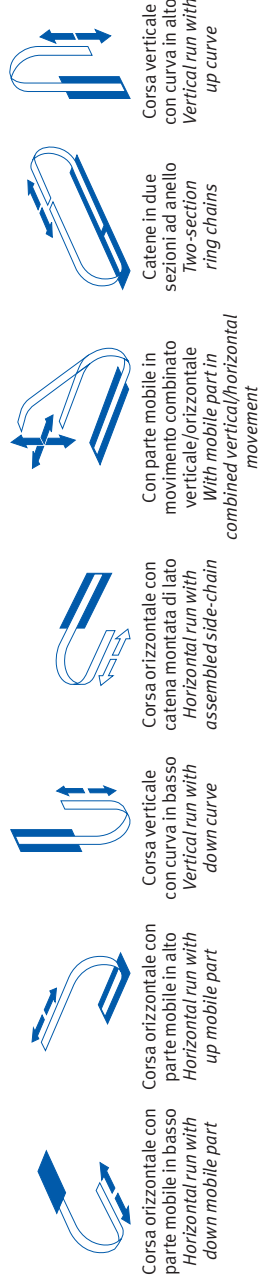 Corsa orizzontale con
parte mobile in basso
Horizontal run with
down mobile part
Corsa orizzontale con
parte mobile in alto
Horizontal run with
up mobile part
Corsa verticale
con curva in basso
Vertical run with
down curve
Corsa orizzontale con
catena montata di lato
Horizontal run with
assembled side-chain
Con parte mobile in
movimento combinato
verticale/orizzontale
With mobile part in
combined vertical/horizontal
movement
Catene in due
sezioni ad anello
Two-section
ring chains
Corsa verticale
con curva in alto
Vertical run with
up curve